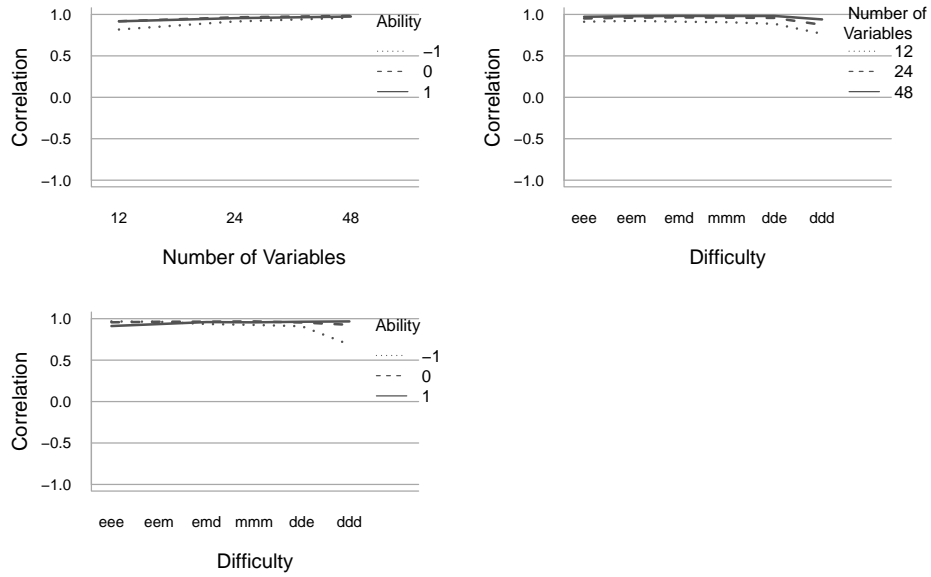 1.0
0.5
0.0
−0.5
−1.0
Correlation
12 24 48
Number of Variables
Ability
−1
0
1
1.0
0.5
0.0
−0.5
−1.0
Correlation
eee eem emd mmm dde ddd
Difficulty
Number of
Variables
12
24
48
1.0
0.5
0.0
−0.5
−1.0
Correlation
eee eem emd mmm dde ddd
Difficulty
Ability
−1
0
1